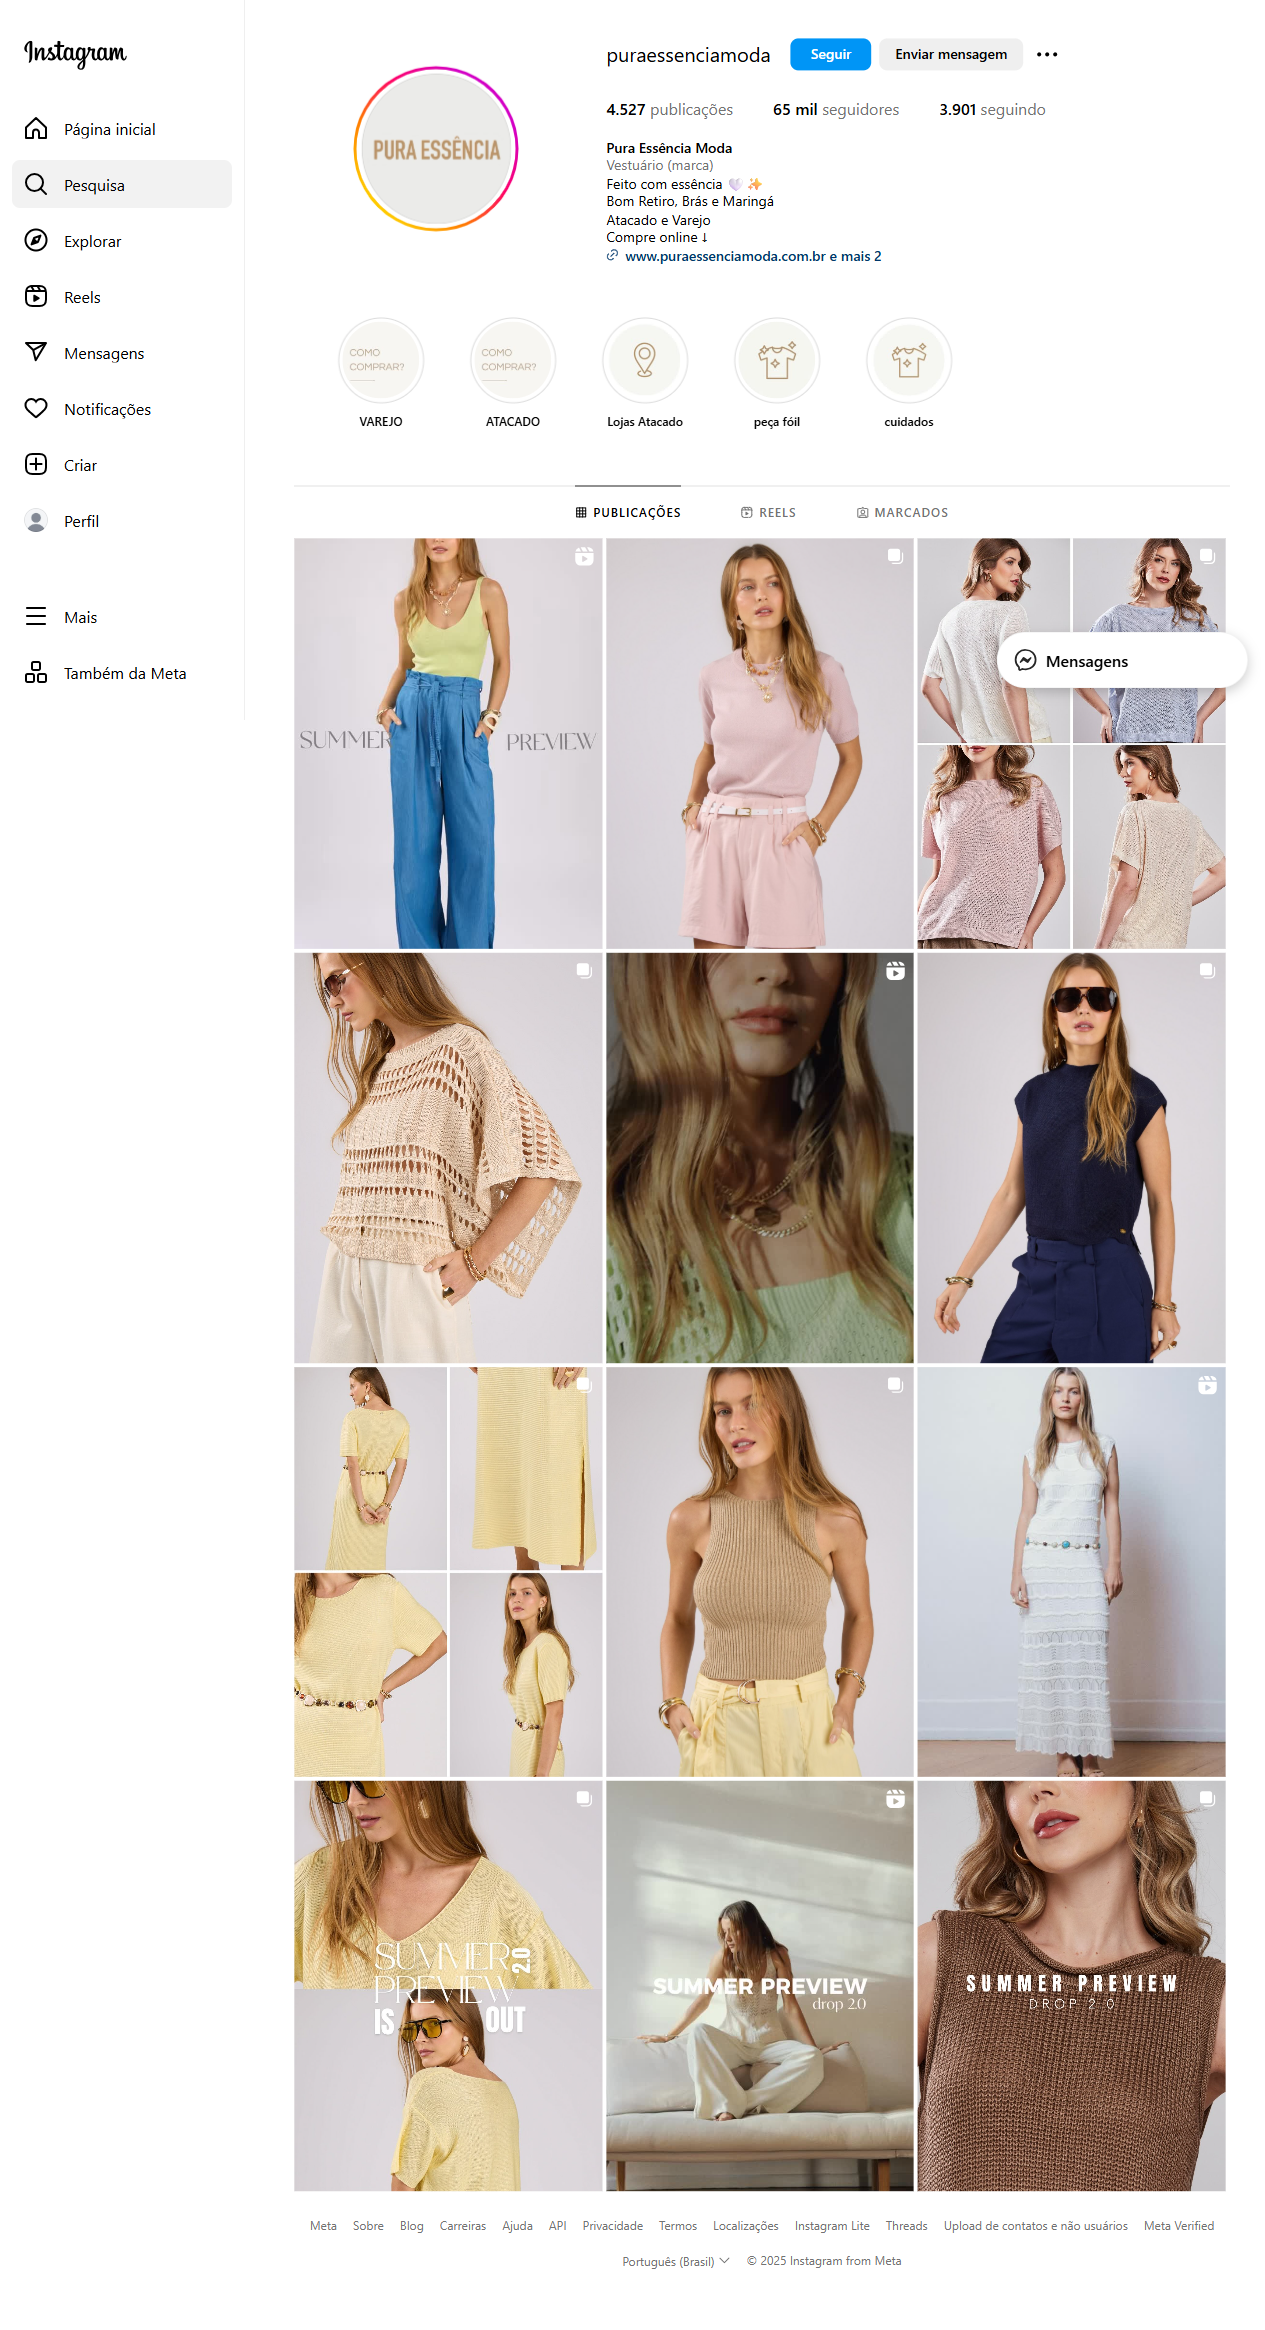 Instagram
Página inicial
Pesquisa
Explorar
Reels
Mensagens
Notificações
Criar
Perfil
Mais
Também da Meta
puraessenciamoda
Seguir
Enviar mensagem
4.527 publicações
65 mil seguidores
3.901 seguindo
PURA ESSÊNCIA
Pura Essência Moda
Vestuário (marca)
Feito com essência 🤍 ✨
Bom Retiro, Brás e Maringá
Atacado e Varejo
Compre online ↓
www.puraessenciamoda.com.br e mais 2
COMO
COMPRAR?
VAREJO
COMO
COMPRAR?
ATACADO
Lojas Atacado
peça fóil
cuidados
PUBLICAÇÕES
REELS
MARCADOS
SUMMER PREVIEW
Mensagens
SUMMER
PREVIEW 2.0
IS OUT
SUMMER PREVIEW
drop 2.0
SUMMER PREVIEW
DROP 2.0
Meta Sobre Blog Carreiras Ajuda API Privacidade Termos Localizações Instagram Lite Threads Upload de contatos e não usuários Meta Verified
Português (Brasil) © 2025 Instagram from Meta